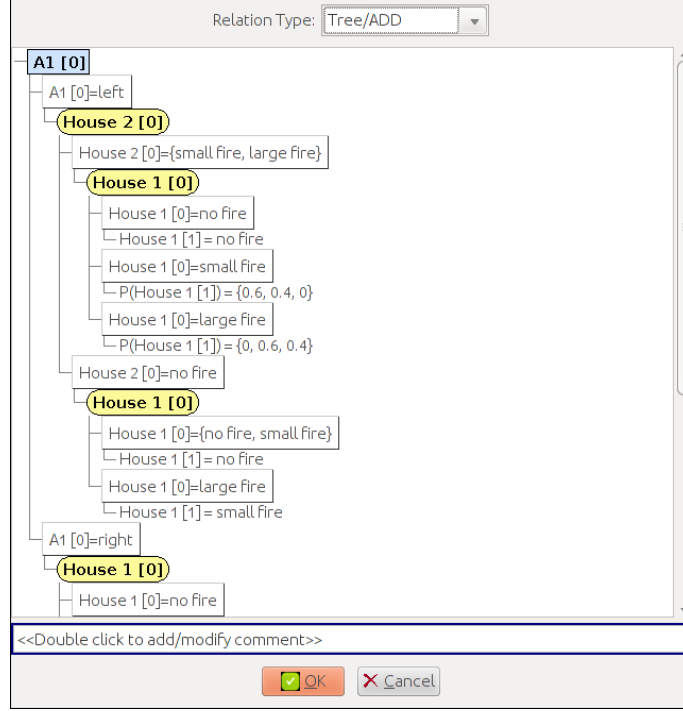 Relation Type: Tree/ADD
A1 [0]
A1 [0]=left
House 2 [0]
House 2 [0]={small fire, large fire}
House 1 [0]
House 1 [0]=no fire
House 1 [1] = no fire
House 1 [0]=small fire
P(House 1 [1]) = {0.6, 0.4, 0}
House 1 [0]=large fire
P(House 1 [1]) = {0, 0.6, 0.4}
House 2 [0]=no fire
House 1 [0]
House 1 [0]={no fire, small fire}
House 1 [1] = no fire
House 1 [0]=large fire
House 1 [1] = small fire
A1 [0]=right
House 1 [0]
House 1 [0]=no fire
<<Double click to add/modify comment>>
OK Cancel